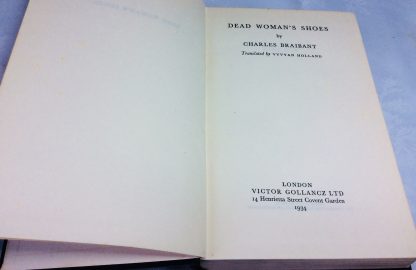 DEAD WOMAN'S SHOES
by
CHARLES BRAIBANT
Translated by VYVYAN HOLLAND
LONDON
VICTOR GOLLANCZ LTD
14 Henrietta Street Covent Garden
1934